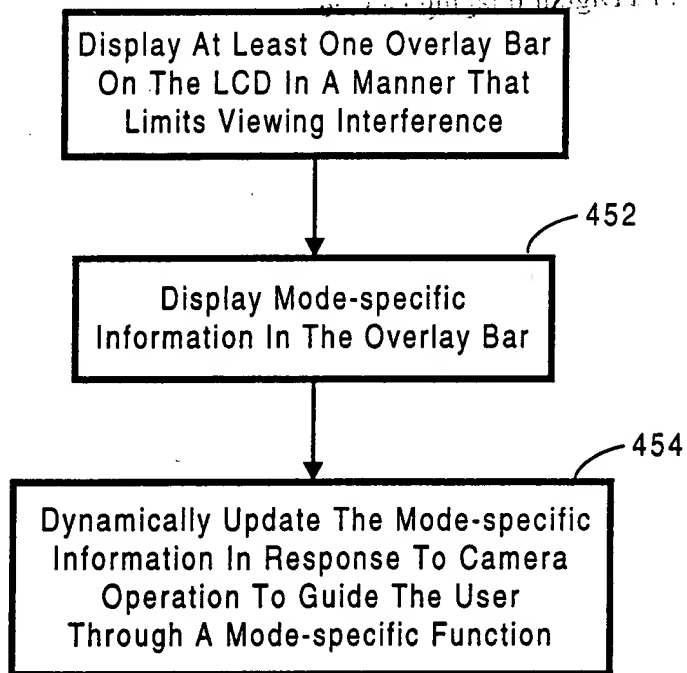 Display At Least One Overlay Bar
On The LCD In A Manner That
Limits Viewing Interference
452
Display Mode-specific
Information In The Overlay Bar
454
Dynamically Update The Mode-specific
Information In Response To Camera
Operation To Guide The User
Through A Mode-specific Function